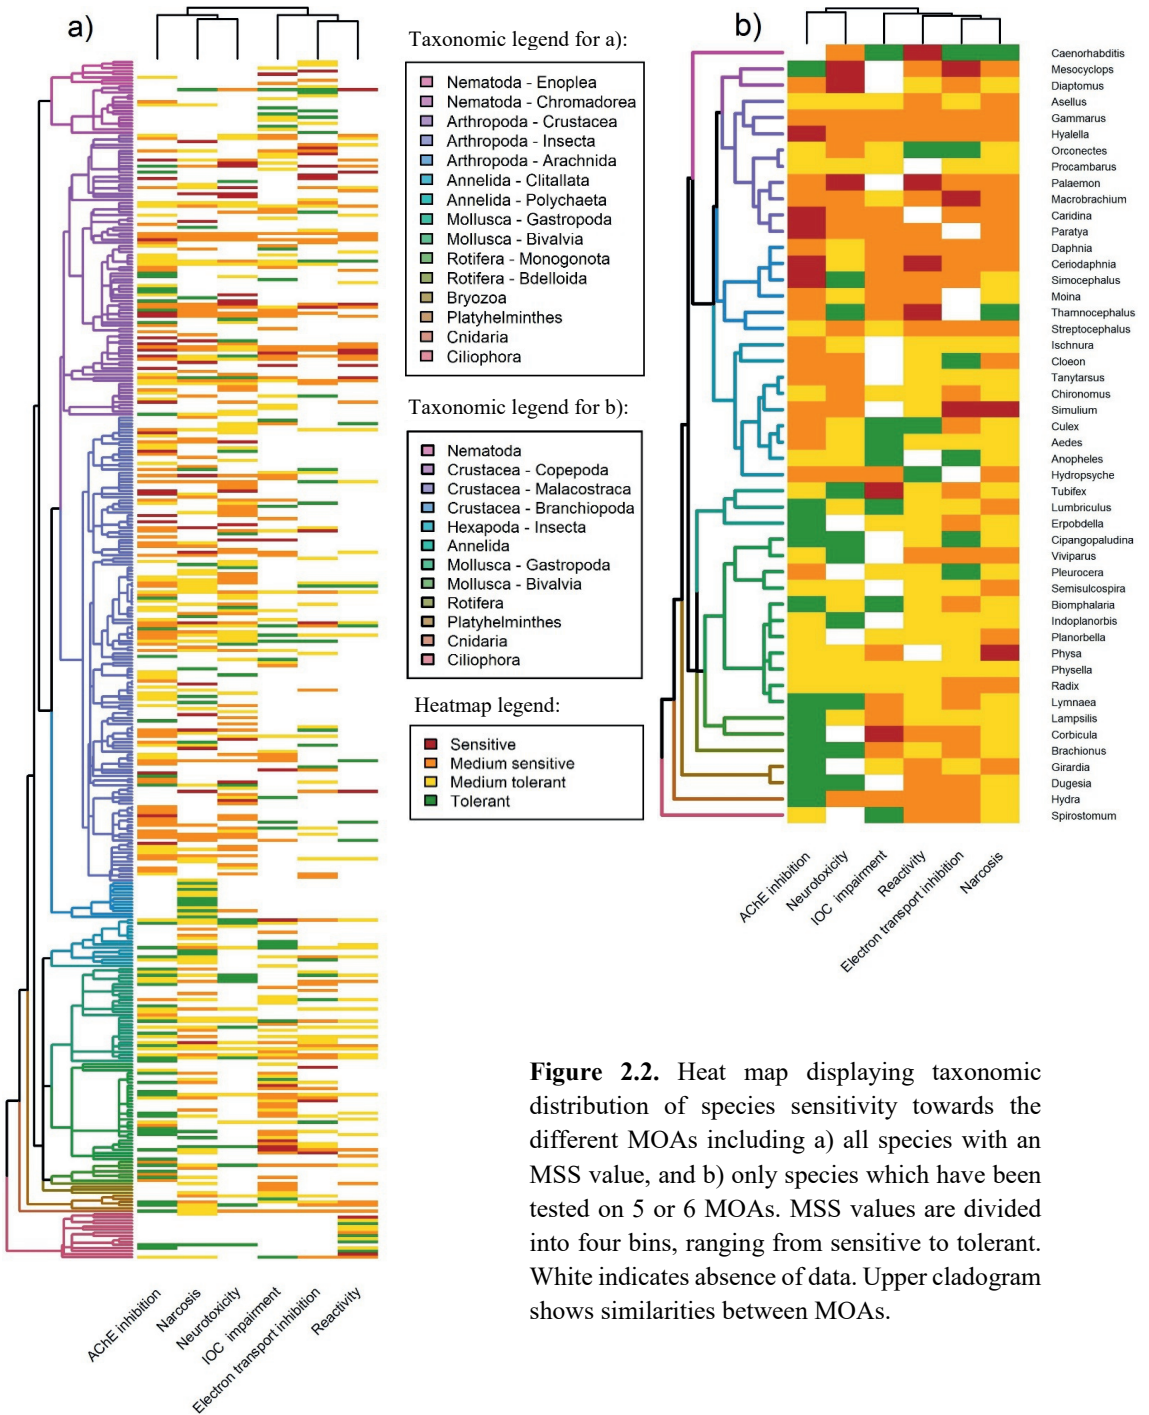 a)
Taxonomic legend for a):
Nematoda - Enoplea
Nematoda - Chromadorea
Arthropoda - Crustacea
Arthropoda - Insecta
Arthropoda - Arachnida
Annelida - Clitallata
Annelida - Polychaeta
Mollusca - Gastropoda
Mollusca - Bivalvia
Rotifera - Monogonota
Rotifera - Bdelloida
Bryozoa
Platyhelminthes
Cnidaria
Ciliophora
Taxonomic legend for b):
Nematoda
Crustacea - Copepoda
Crustacea - Malacostraca
Crustacea - Branchiopoda
Hexapoda - Insecta
Annelida
Mollusca - Gastropoda
Mollusca - Bivalvia
Rotifera
Platyhelminthes
Cnidaria
Ciliophora
Heatmap legend:
Sensitive
Medium sensitive
Medium tolerant
Tolerant
AChE inhibition
Narcosis
Neurotoxicity
IOC impairment
Electron transport inhibition
Reactivity
b)
Caenorhabditis
Mesocyclops
Diaptomus
Asellus
Gammarus
Hyalella
Orconectes
Procambarus
Palaemon
Macrobrachium
Caridina
Paratya
Daphnia
Ceriodaphnia
Simocephalus
Moina
Thamnocephalus
Streptocephalus
Ischnura
Cloeon
Tanytarsus
Chironomus
Simulium
Culex
Aedes
Anopheles
Hydropsyche
Tubifex
Lumbriculus
Erpobdella
Cipangopaludina
Viviparus
Pleurocera
Semisulcospira
Biomphalaria
Indoplanorbis
Planorbella
Physa
Physella
Radix
Lymnaea
Lampsilis
Corbicula
Brachionus
Girardia
Dugesia
Hydra
Spirostomum
AChE inhibition
Neurotoxicity
IOC impairment
Reactivity
Electron transport inhibition
Narcosis
Figure 2.2. Heat map displaying taxonomic
distribution of species sensitivity towards the
different MOAs including a) all species with an
MSS value, and b) only species which have been
tested on 5 or 6 MOAs. MSS values are divided
into four bins, ranging from sensitive to tolerant.
White indicates absence of data. Upper cladogram
shows similarities between MOAs.